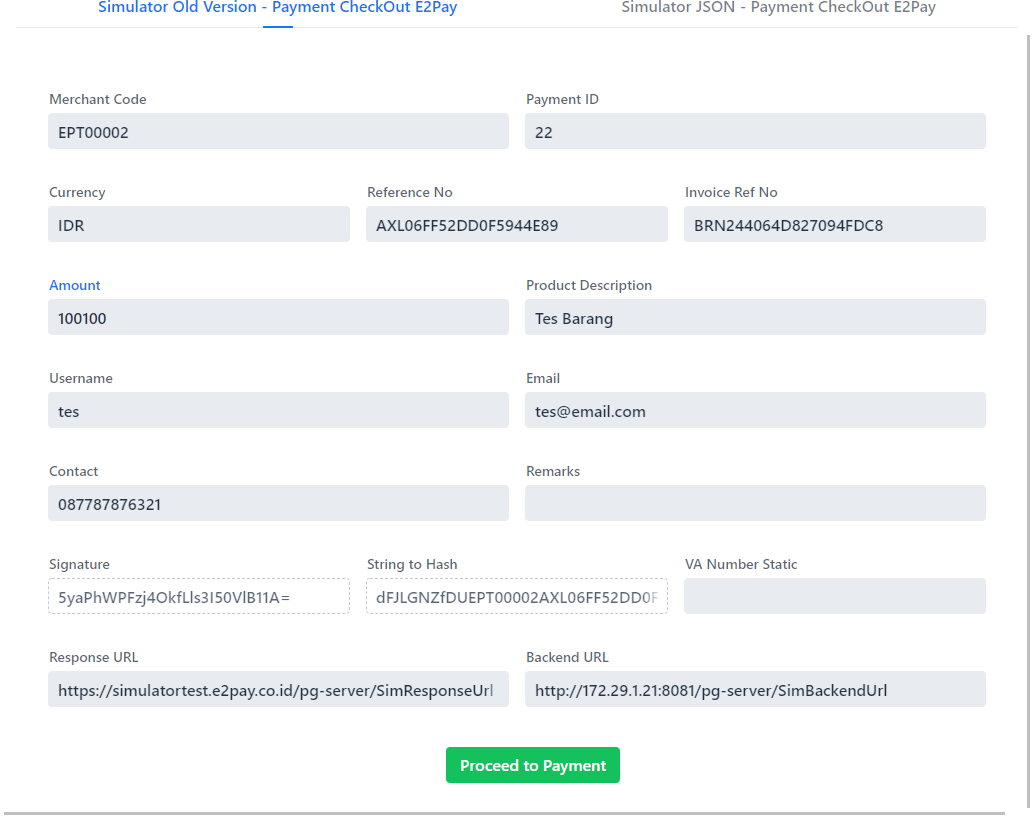 Simulator Old Version - Payment CheckOut E2Pay
Simulator JSON - Payment CheckOut E2Pay
Merchant Code
Payment ID
EPT00002
22
Currency
Reference No
Invoice Ref No
IDR
AXL06FF52DD0F5944E89
BRN244064D827094FDC8
Amount
Product Description
100100
Tes Barang
Username
Email
tes
tes@email.com
Contact
Remarks
087787876321
Signature
String to Hash
VA Number Static
5yaPhWPFzj4OkfLls3I50VlB11A=
dFJLGNZfDUEPT00002AXL06FF52DD0F
Response URL
Backend URL
https://simulatortest.e2pay.co.id/pg-server/SimResponseUrl
http://172.29.1.21:8081/pg-server/SimBackendUrl
Proceed to Payment